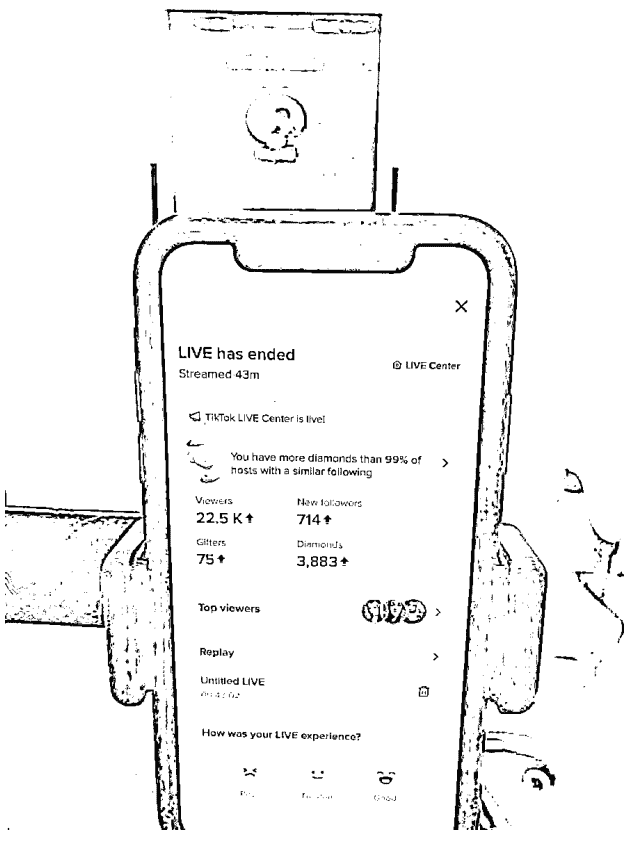 LIVE has ended
LIVE Center
Streamed 43m
TikTok LIVE Center is live!
You have more diamonds than 99% of
hosts with a similar following
Viewers New followers
22.5 K 714
Gifters Diamonds
75 3,883
Top viewers
Replay
Untitled LIVE
How was your LIVE experience?
Good